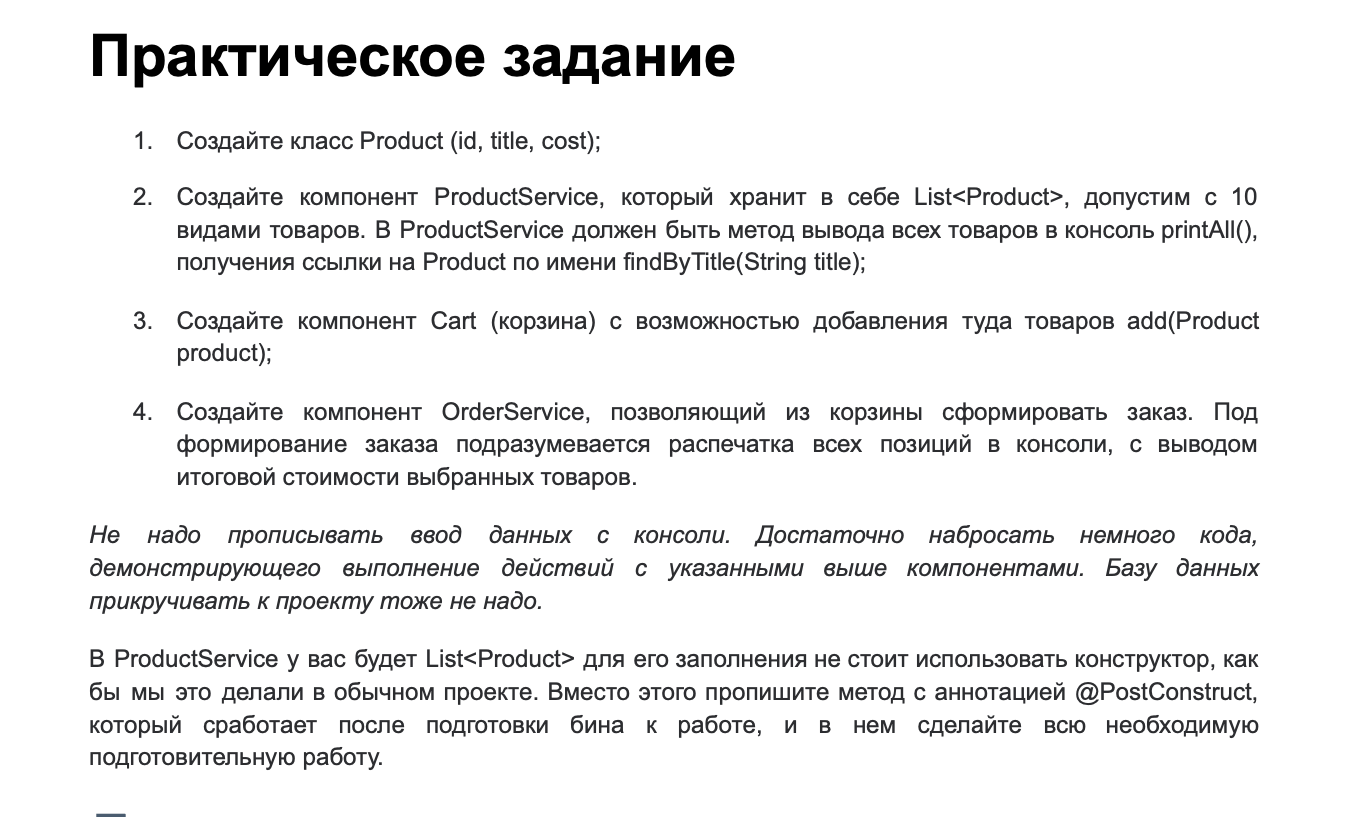 Практическое задание
1. Создайте класс Product (id, title, cost);
2. Создайте компонент ProductService, который хранит в себе List<Product>, допустим с 10
видами товаров. В ProductService должен быть метод вывода всех товаров в консоль printAll(),
получения ссылки на Product по имени findByTitle(String title);
3. Создайте компонент Cart (корзина) с возможностью добавления туда товаров add(Product
product);
4. Создайте компонент OrderService, позволяющий из корзины сформировать заказ. Под
формирование заказа подразумевается распечатка всех позиций в консоли, с выводом
итоговой стоимости выбранных товаров.
Не надо прописывать ввод данных с консоли. Достаточно набросать немного кода,
демонстрирующего выполнение действий с указанными выше компонентами. Базу данных
прикручивать к проекту тоже не надо.
В ProductService у вас будет List<Product> для его заполнения не стоит использовать конструктор, как
бы мы это делали в обычном проекте. Вместо этого пропишите метод с аннотацией @PostConstruct,
который сработает после подготовки бина к работе, и в нем сделайте всю необходимую
подготовительную работу.